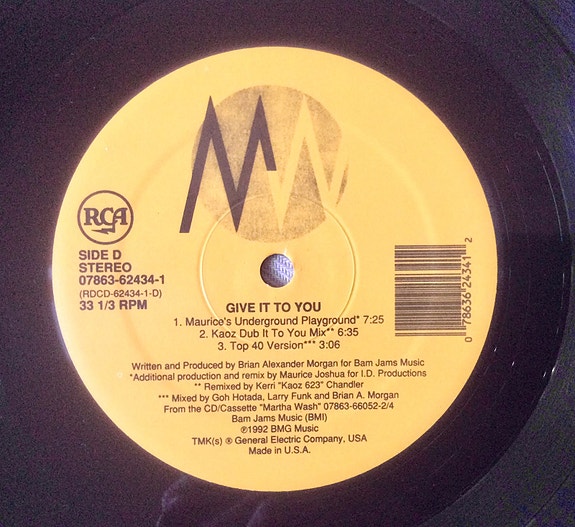 RCA
SIDE D
STEREO
07863-62434-1
(RDCD-62434-1-D)
33 1/3 RPM
0 78636 24341 2
GIVE IT TO YOU
1. Maurice's Underground Playground* 7:25
2. Kaoz Dub It To You Mix** 6:35
3. Top 40 Version*** 3:06
Written and Produced by Brian Alexander Morgan for Bam Jams Music
*Additional production and remix by Maurice Joshua for I.D. Productions
** Remixed by Kerri "Kaoz 623" Chandler
*** Mixed by Goh Hotada, Larry Funk and Brian A. Morgan
From the CD/Cassette "Martha Wash" 07863-66052-2/4
Bam Jams Music (BMI)
℗1992 BMG Music
TMK(s) ® General Electric Company, USA
Made in U.S.A.